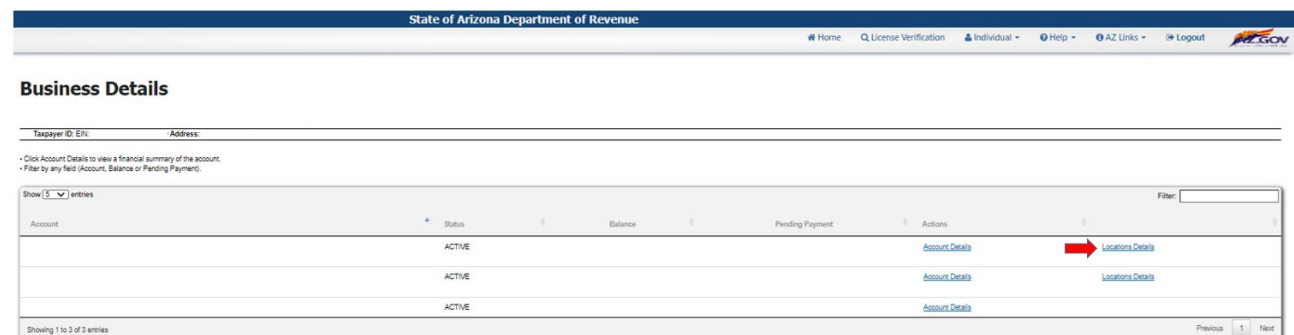 State of Arizona Department of Revenue
Home License Verification Individual Help AZ Links Logout AZ.GOV
Business Details
Taxpayer ID: EIN: Address:
• Click Account Details to view a financial summary of the account.
• Filter by any field (Account, Balance or Pending Payment).
Show 5 entries Filter:
Account Status Balance Pending Payment Actions
ACTIVE Account Details Locations Details
ACTIVE Account Details Locations Details
ACTIVE Account Details
Showing 1 to 3 of 3 entries Previous 1 Next